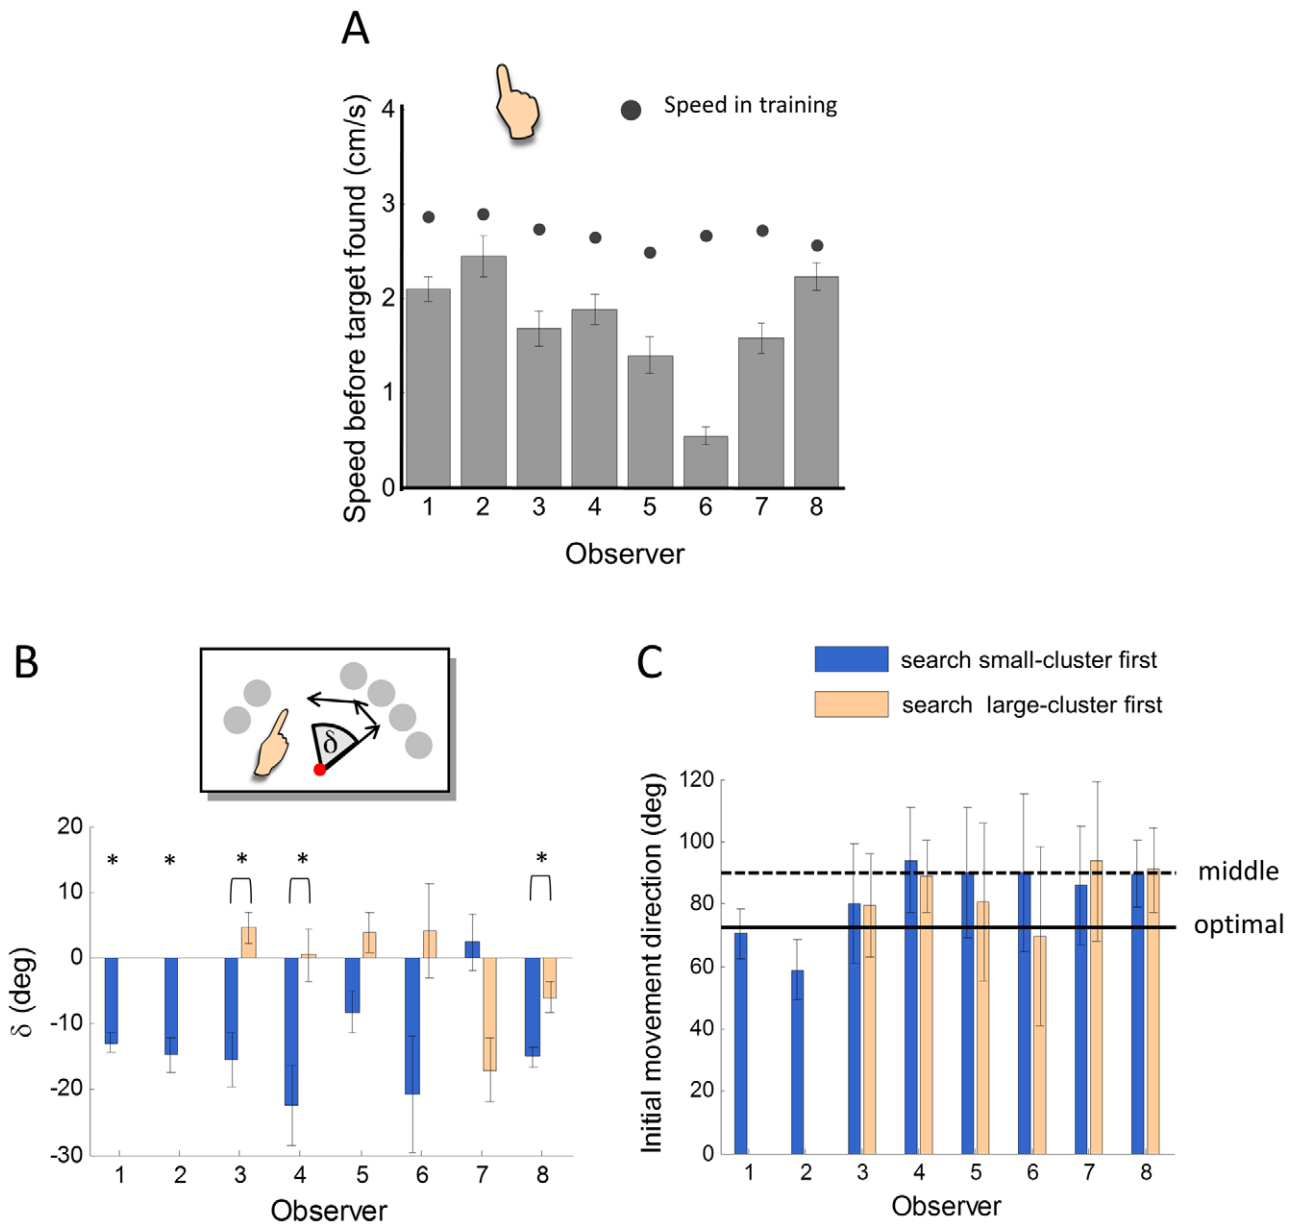 A
Speed in training
Speed before target found (cm/s)
4
3
2
1
0
1 2 3 4 5 6 7 8
Observer
B
δ
δ (deg)
20
10
0
-10
-20
-30
* * * * *
1 2 3 4 5 6 7 8
Observer
C
search small-cluster first
search large-cluster first
Initial movement direction (deg)
120
100
80
60
40
20
0
middle
optimal
1 2 3 4 5 6 7 8
Observer